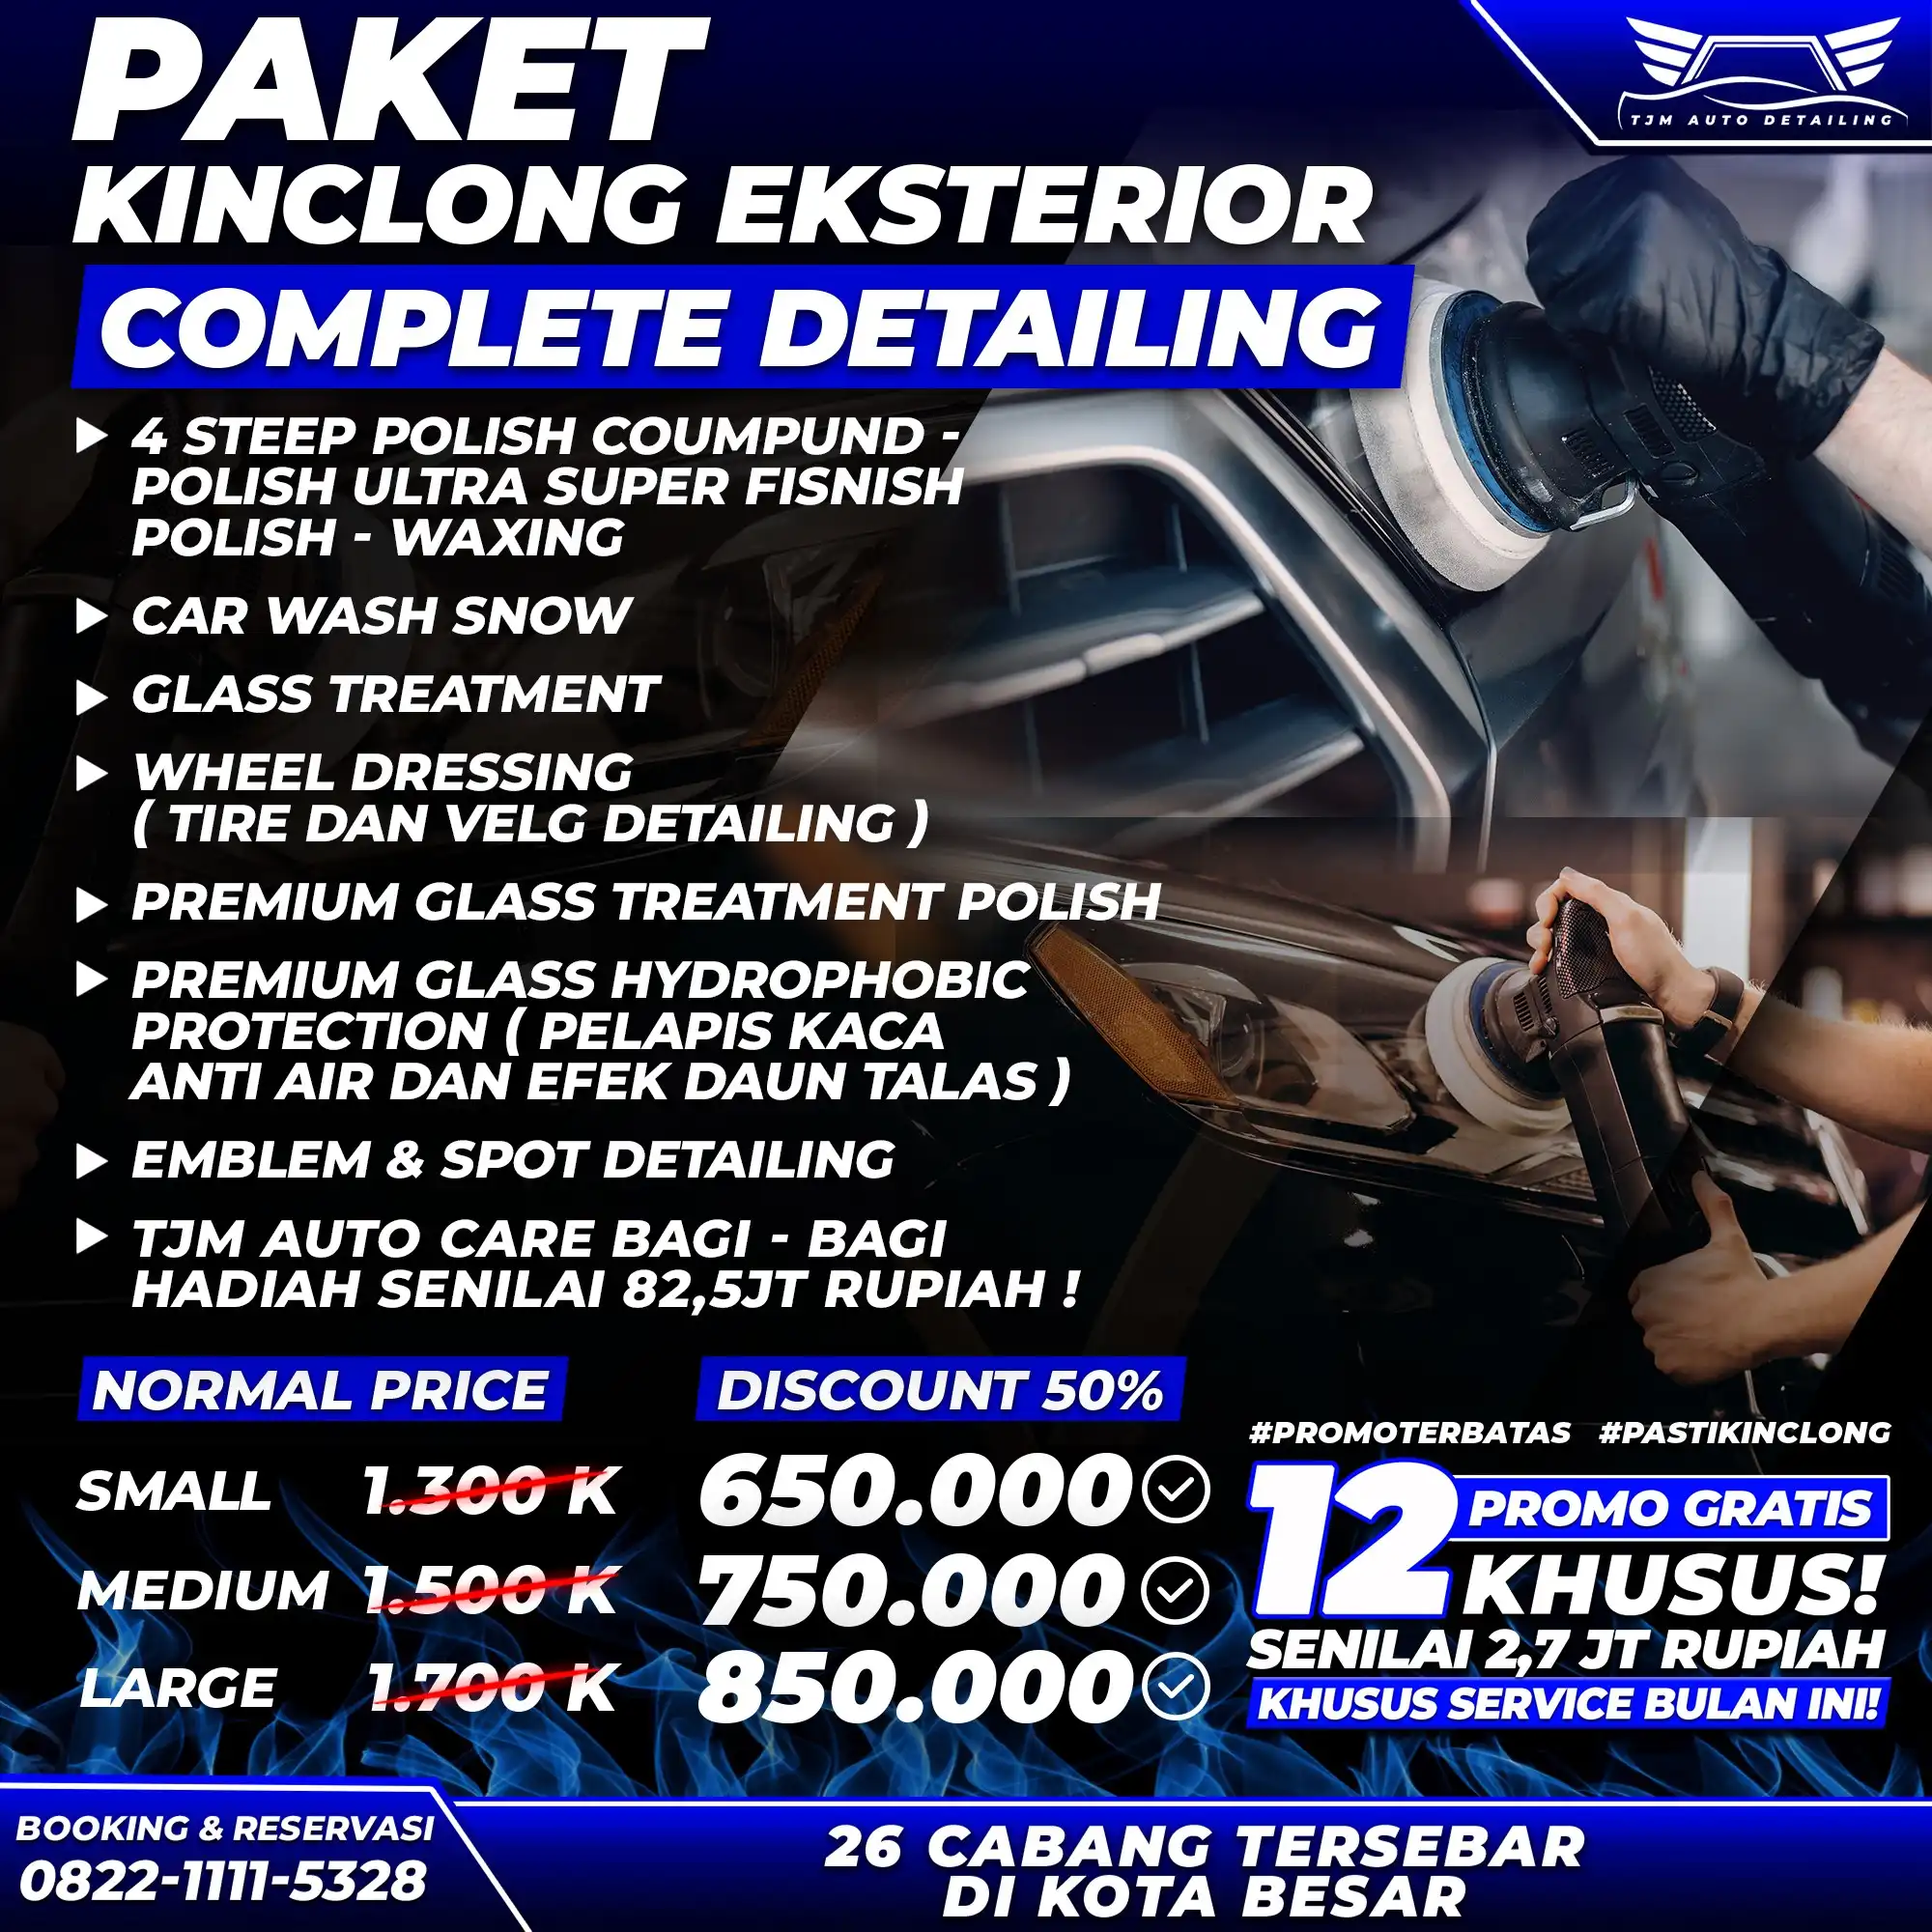 PAKET
KINCLONG EKSTERIOR
COMPLETE DETAILING
TJM AUTO DETAILING
4 STEEP POLISH COUMPUND -
POLISH ULTRA SUPER FISNISH
POLISH - WAXING
CAR WASH SNOW
GLASS TREATMENT
WHEEL DRESSING
( TIRE DAN VELG DETAILING )
PREMIUM GLASS TREATMENT POLISH
PREMIUM GLASS HYDROPHOBIC
PROTECTION ( PELAPIS KACA
ANTI AIR DAN EFEK DAUN TALAS )
EMBLEM & SPOT DETAILING
TJM AUTO CARE BAGI - BAGI
HADIAH SENILAI 82,5JT RUPIAH !
NORMAL PRICE DISCOUNT 50%
SMALL 1.300 K 650.000
MEDIUM 1.500 K 750.000
LARGE 1.700 K 850.000
#PROMOTERBATAS #PASTIKINCLONG
12 PROMO GRATIS
KHUSUS!
SENILAI 2,7 JT RUPIAH
KHUSUS SERVICE BULAN INI!
BOOKING & RESERVASI
0822-1111-5328
26 CABANG TERSEBAR
DI KOTA BESAR